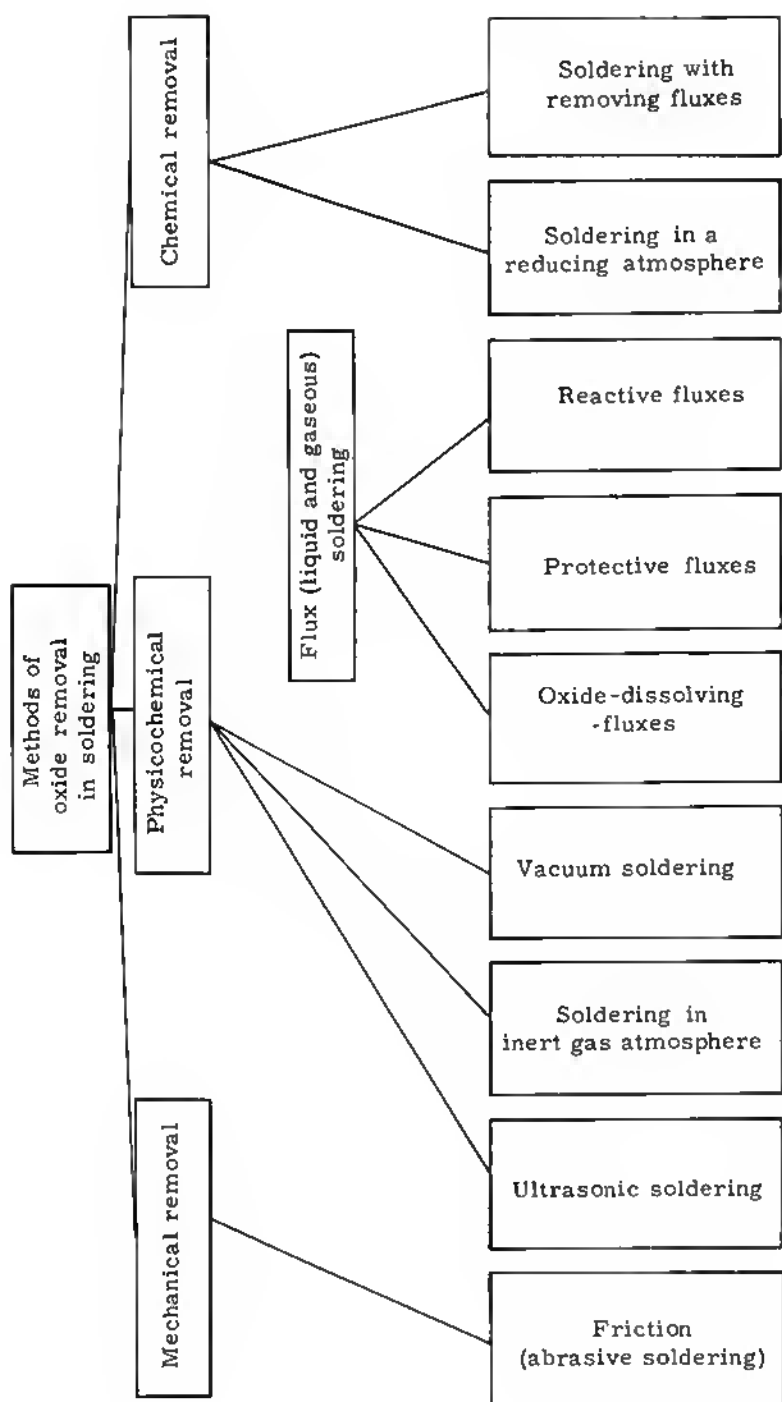 Methods of
oxide removal
in soldering
Mechanical removal
Physicochemical
removal
Chemical removal
Flux (liquid and gaseous)
soldering
Soldering with
removing fluxes
Soldering in a
reducing atmosphere
Reactive fluxes
Protective fluxes
Oxide-dissolving
-fluxes
Vacuum soldering
Soldering in
inert gas atmosphere
Ultrasonic soldering
Friction
(abrasive soldering)